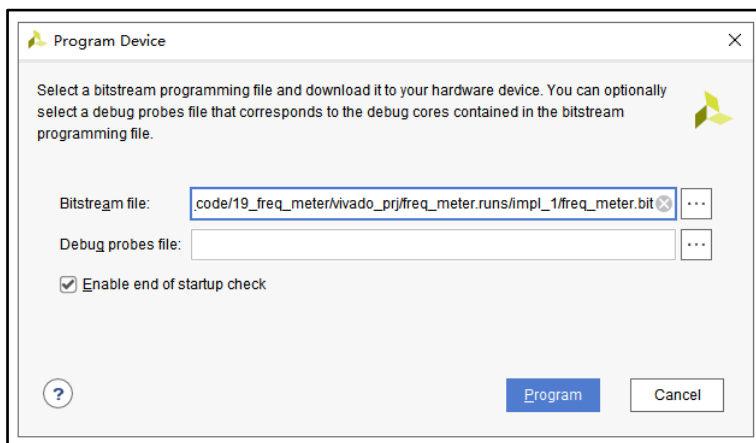 Program Device
Select a bitstream programming file and download it to your hardware device. You can optionally
select a debug probes file that corresponds to the debug cores contained in the bitstream
programming file.
Bitstream file: _code/19_freq_meter/vivado_prj/freq_meter.runs/impl_1/freq_meter.bit ...
Debug probes file: ...
Enable end of startup check
? Program Cancel